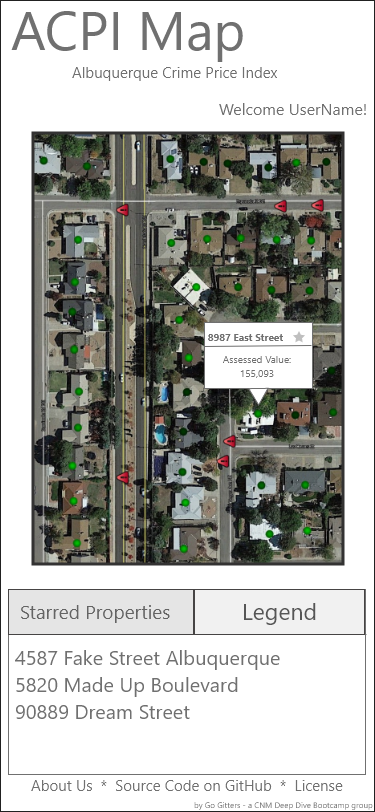 ACPI Map
Albuquerque Crime Price Index
Welcome UserName!
8987 East Street
Assessed Value:
155,093
Starred Properties
Legend
4587 Fake Street Albuquerque
5820 Made Up Boulevard
90889 Dream Street
About Us * Source Code on GitHub * License
by Go Gitters - a CNM Deep Dive Bootcamp group